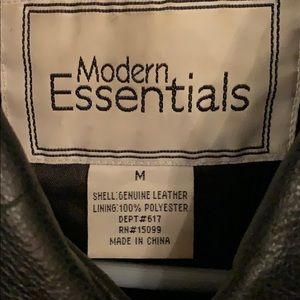 Modern
Essentials
M
SHELL:GENUINE LEATHER
LINING:100% POLYESTER
DEPT#617
RN#15099
MADE IN CHINA